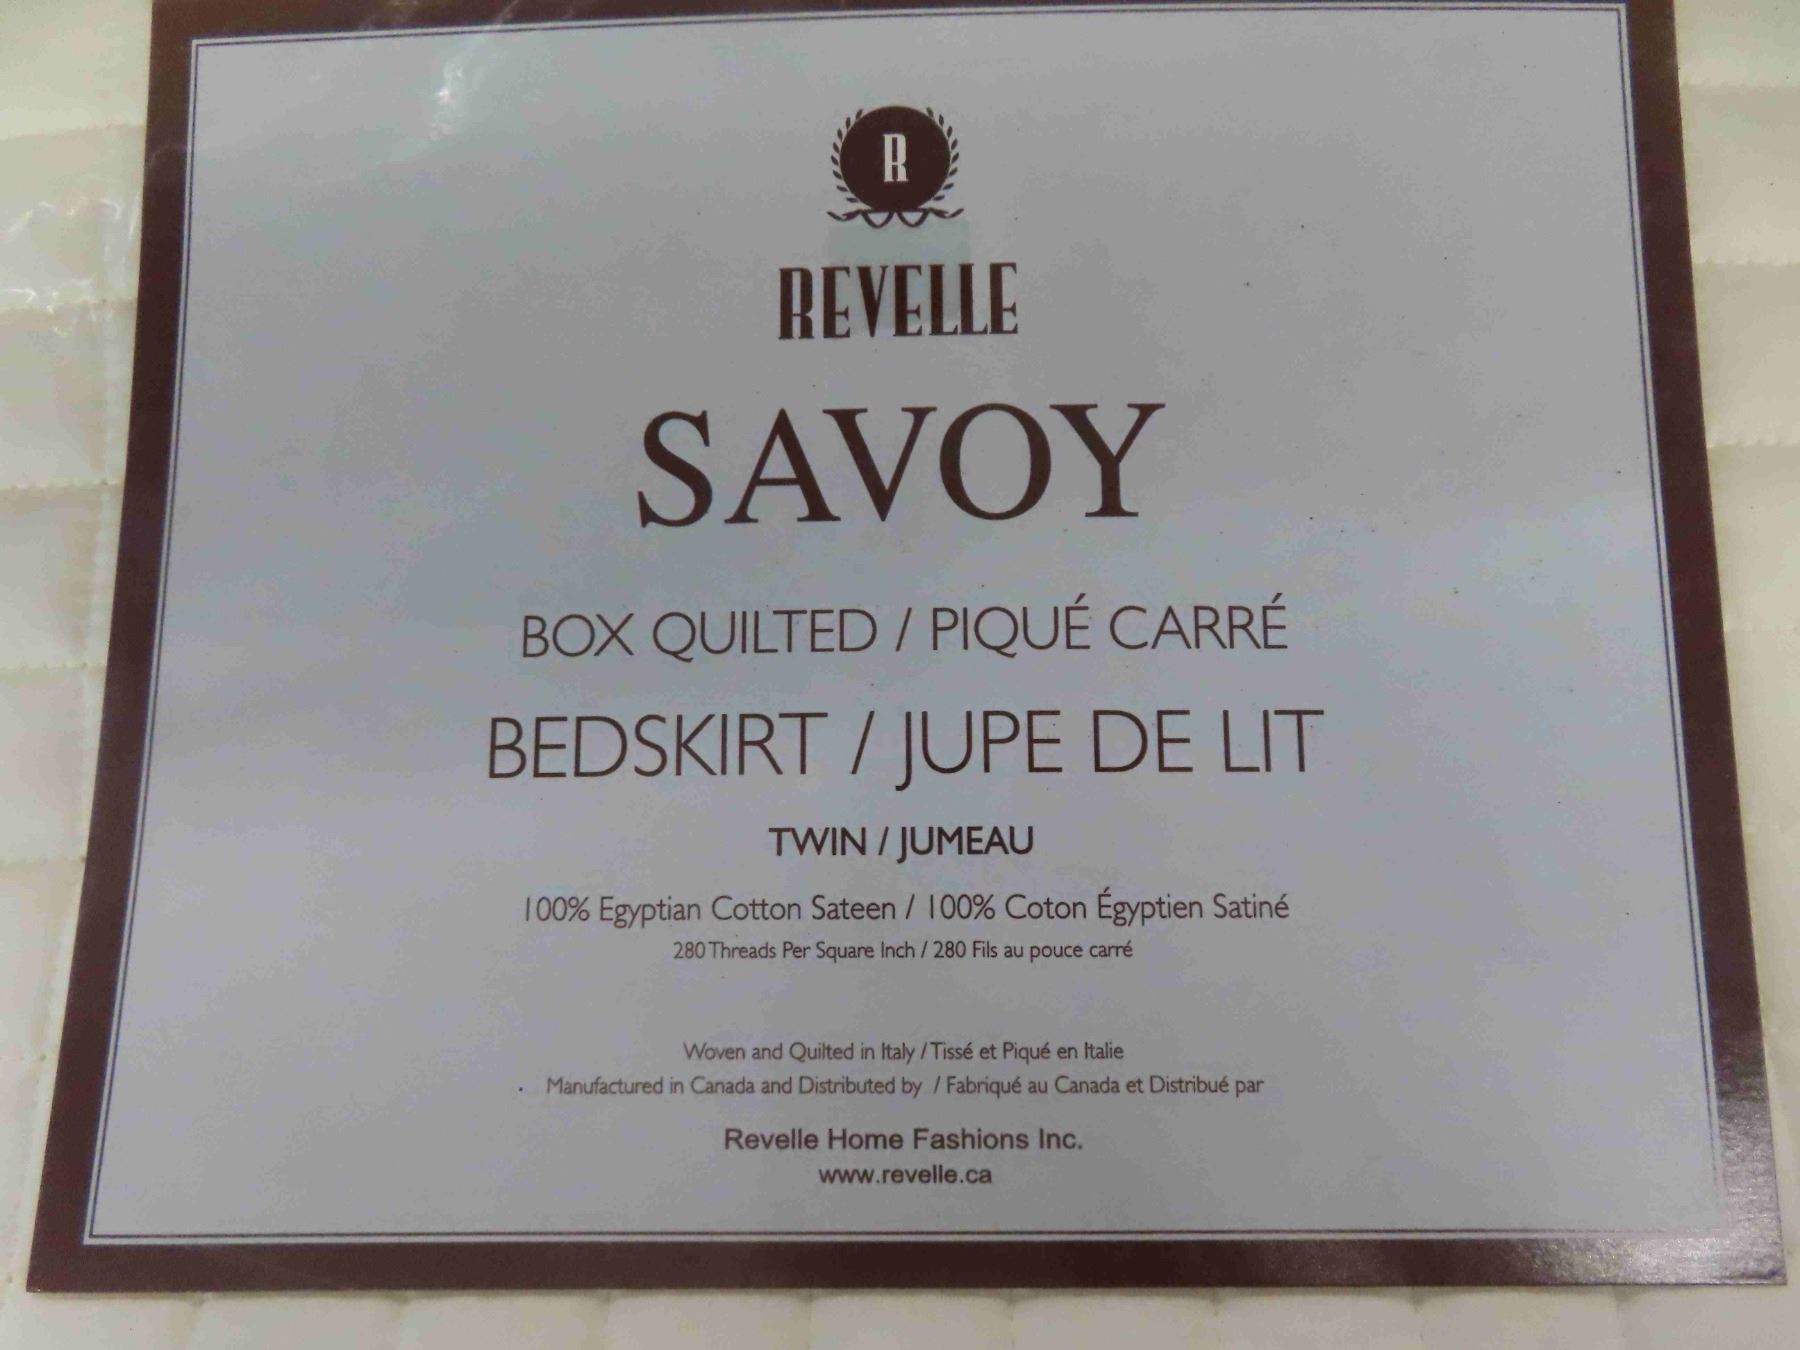 R
REVELLE
SAVOY
BOX QUILTED / PIQUÉ CARRÉ
BEDSKIRT / JUPE DE LIT
TWIN / JUMEAU
100% Egyptian Cotton Sateen / 100% Coton Égyptien Satiné
280 Threads Per Square Inch / 280 Fils au pouce carré
Woven and Quilted in Italy / Tissé et Piqué en Italie
Manufactured in Canada and Distributed by / Fabriqué au Canada et Distribué par
Revelle Home Fashions Inc.
www.revelle.ca